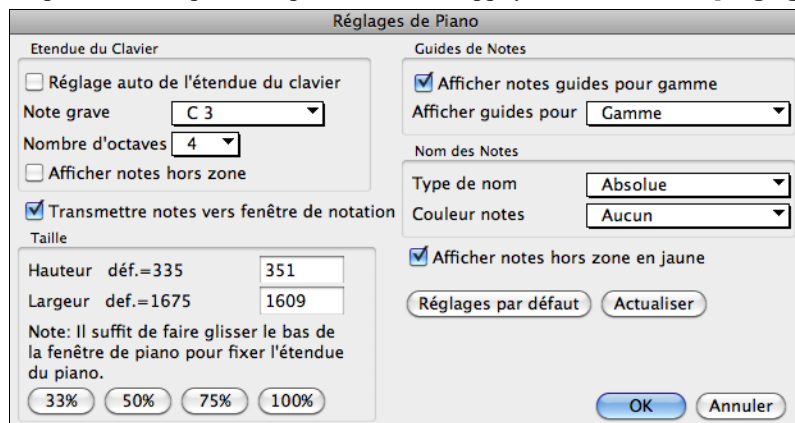 Réglages de Piano
Etendue du Clavier
Réglage auto de l'étendue du clavier
Note grave C 3
Nombre d'octaves 4
Afficher notes hors zone
Transmettre notes vers fenêtre de notation
Taille
Hauteur déf.=335 351
Largeur def.=1675 1609
Note: Il suffit de faire glisser le bas de
la fenêtre de piano pour fixer l'étendue
du piano.
33% 50% 75% 100%
Guides de Notes
Afficher notes guides pour gamme
Afficher guides pour Gamme
Nom des Notes
Type de nom Absolue
Couleur notes Aucun
Afficher notes hors zone en jaune
Réglages par défaut Actualiser
OK Annuler